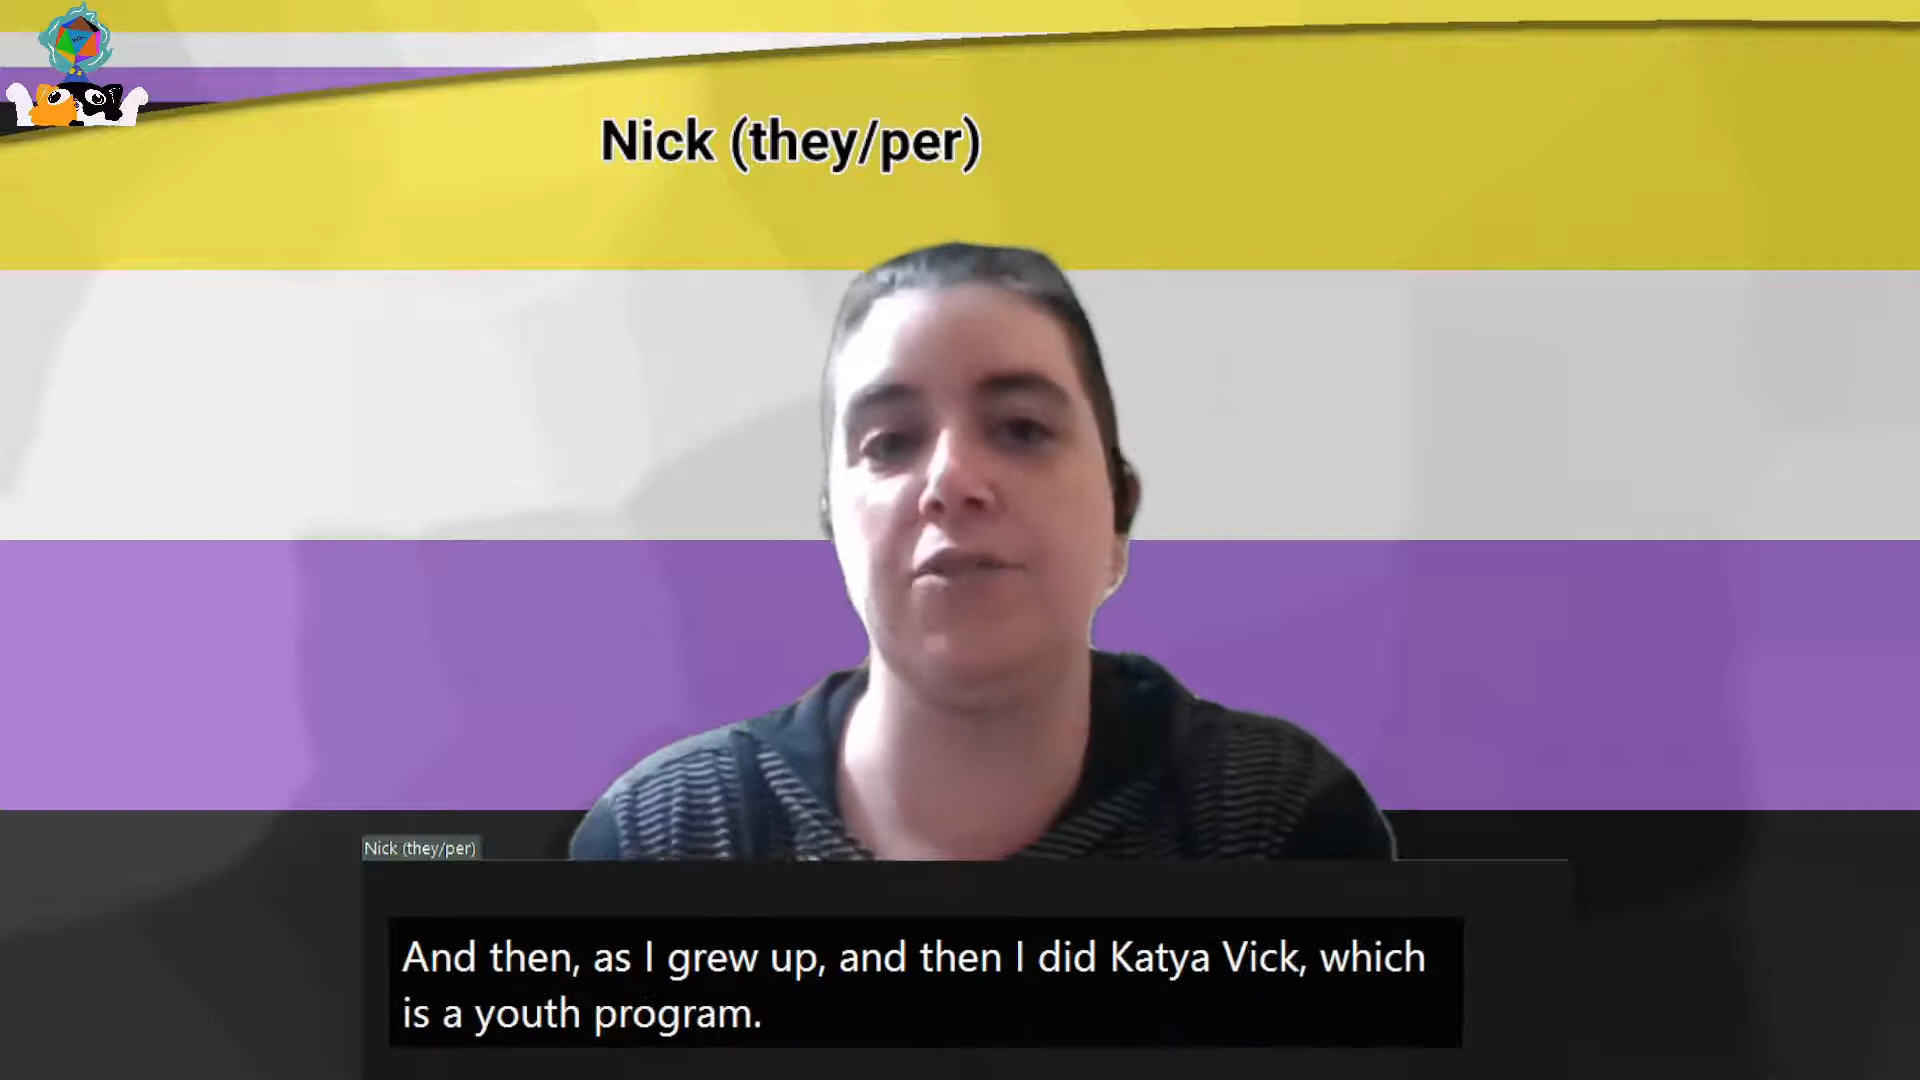 Nick (they/per)
Nick (they/per)
And then, as I grew up, and then I did Katya Vick, which
is a youth program.